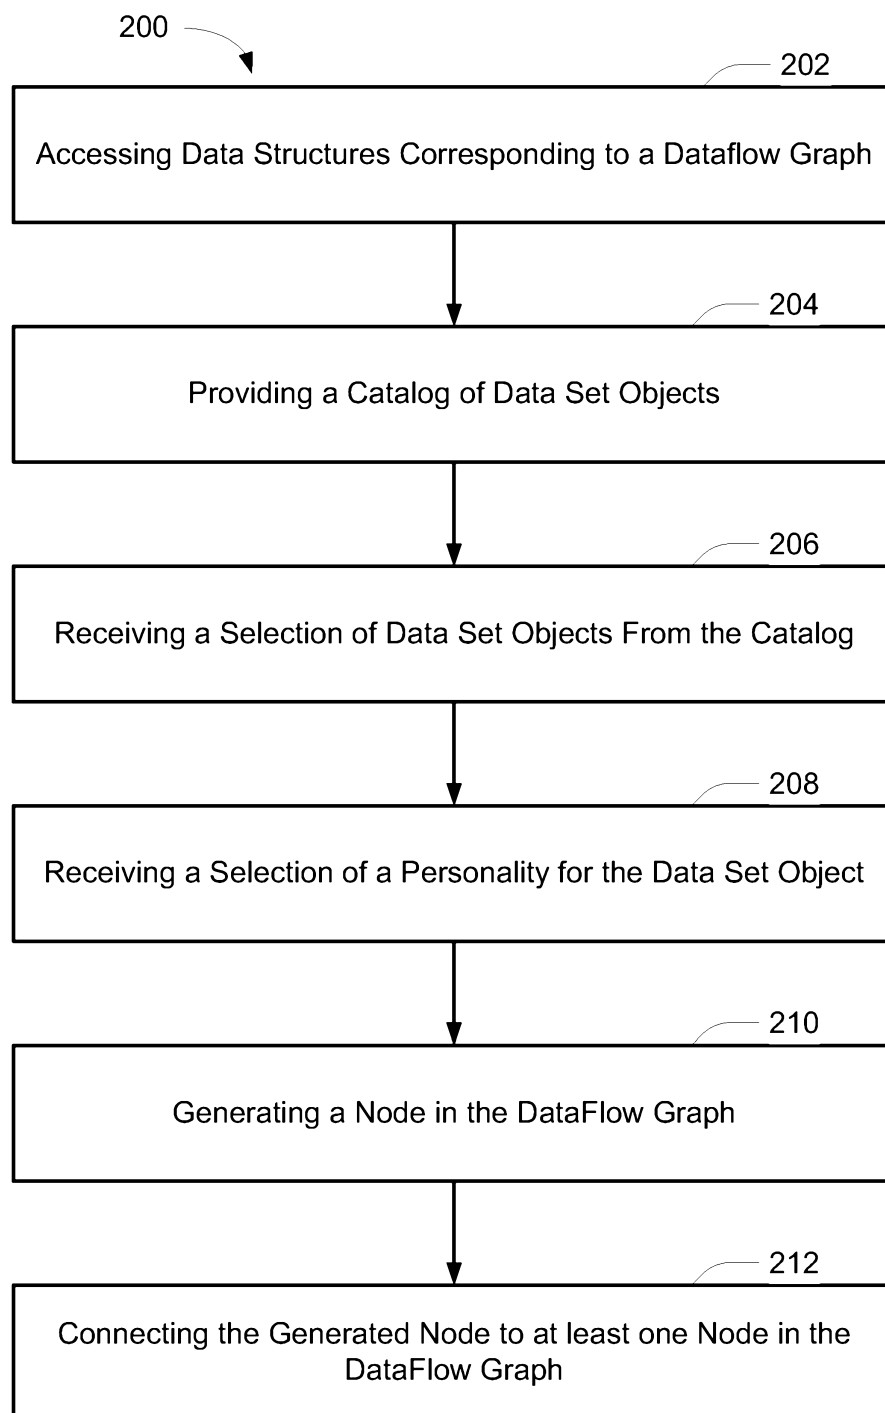 200
202
Accessing Data Structures Corresponding to a Dataflow Graph
204
Providing a Catalog of Data Set Objects
206
Receiving a Selection of Data Set Objects From the Catalog
208
Receiving a Selection of a Personality for the Data Set Object
210
Generating a Node in the DataFlow Graph
212
Connecting the Generated Node to at least one Node in the
DataFlow Graph